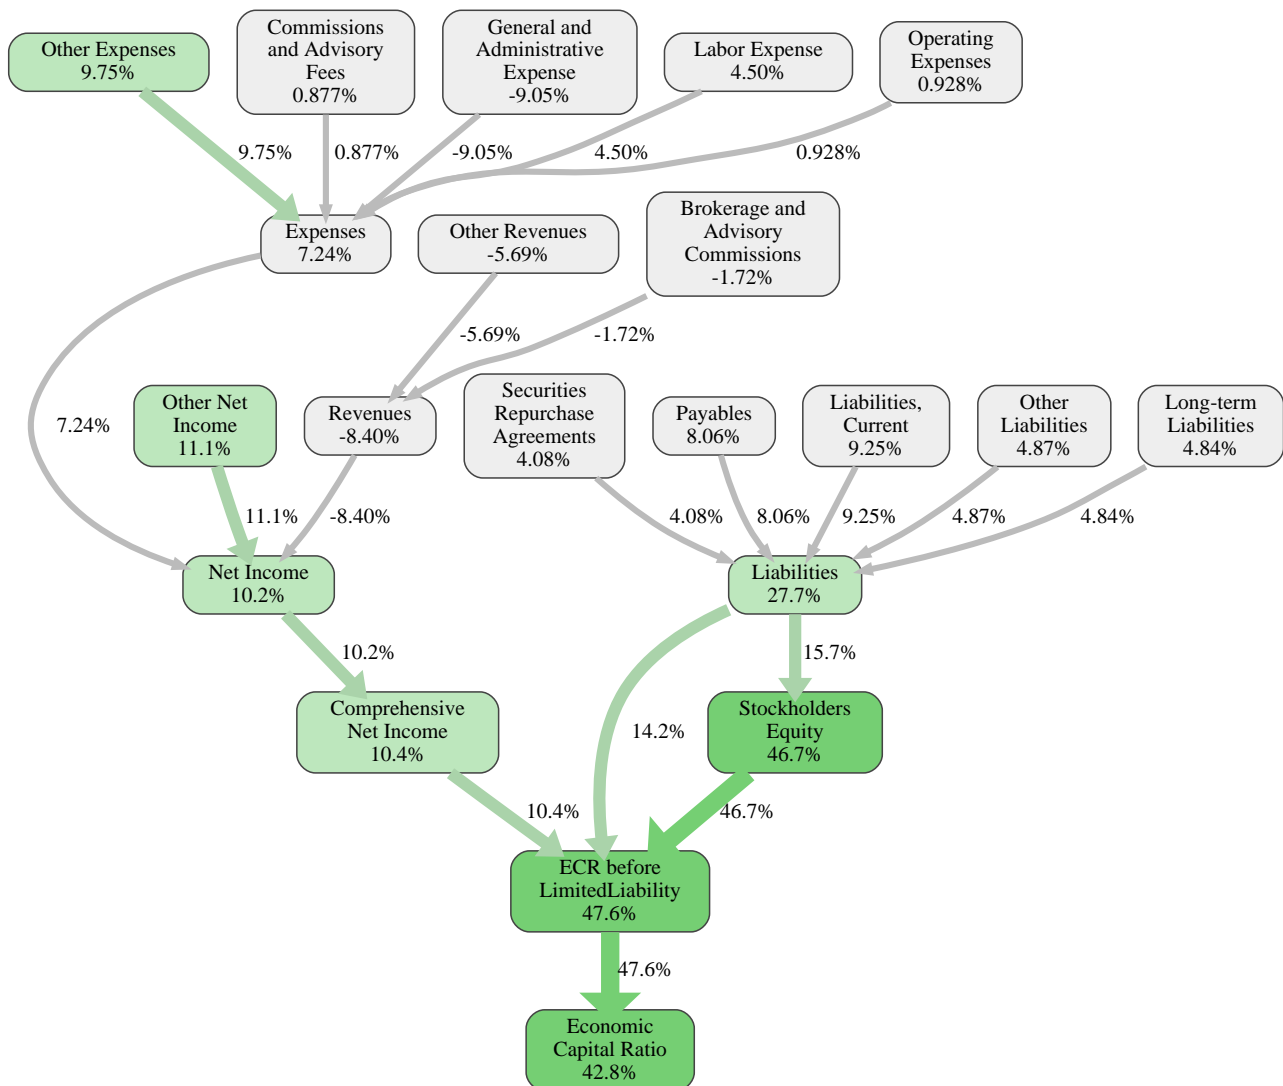 Other Expenses
9.75%
Commissions
and Advisory
Fees
0.877%
General and
Administrative
Expense
-9.05%
Labor Expense
4.50%
Operating
Expenses
0.928%
9.75%
0.877%
-9.05%
4.50%
0.928%
Expenses
7.24%
Other Revenues
-5.69%
Brokerage and
Advisory
Commissions
-1.72%
-5.69%
-1.72%
7.24%
Other Net
Income
11.1%
Revenues
-8.40%
Securities
Repurchase
Agreements
4.08%
Payables
8.06%
Liabilities,
Current
9.25%
Other
Liabilities
4.87%
Long-term
Liabilities
4.84%
11.1%
-8.40%
4.08%
8.06%
9.25%
4.87%
4.84%
Net Income
10.2%
Liabilities
27.7%
10.2%
15.7%
Comprehensive
Net Income
10.4%
14.2%
Stockholders
Equity
46.7%
10.4%
46.7%
ECR before
LimitedLiability
47.6%
47.6%
Economic
Capital Ratio
42.8%